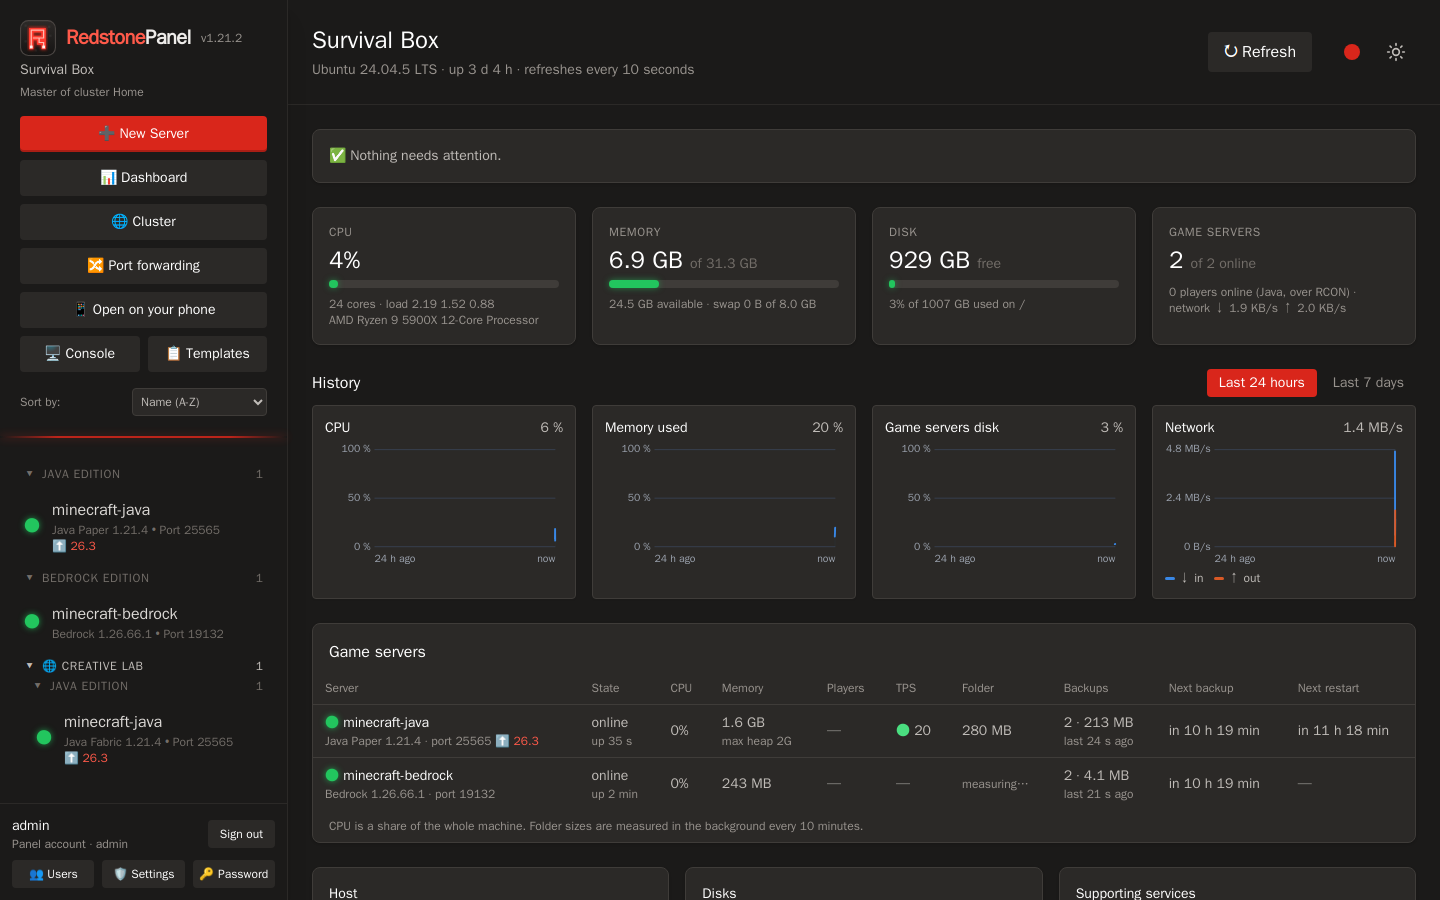 RedstonePanel v1.21.2
Survival Box
Master of cluster Home
➕ New Server
📊 Dashboard
🌐 Cluster
🔀 Port forwarding
📱 Open on your phone
🖥️ Console
📋 Templates
Sort by:
Name (A-Z)
▼ JAVA EDITION 1
minecraft-java
Java Paper 1.21.4 • Port 25565
⬆️ 26.3
▼ BEDROCK EDITION 1
minecraft-bedrock
Bedrock 1.26.66.1 • Port 19132
▼ 🌐 CREATIVE LAB 1
▼ JAVA EDITION 1
minecraft-java
Java Fabric 1.21.4 • Port 25565
⬆️ 26.3
admin
Panel account · admin
Sign out
👥 Users
🛡️ Settings
🔑 Password
Survival Box
Ubuntu 24.04.5 LTS · up 3 d 4 h · refreshes every 10 seconds
↻ Refresh
✅ Nothing needs attention.
CPU
4%
24 cores · load 2.19 1.52 0.88
AMD Ryzen 9 5900X 12-Core Processor
MEMORY
6.9 GB of 31.3 GB
24.5 GB available · swap 0 B of 8.0 GB
DISK
929 GB free
3% of 1007 GB used on /
GAME SERVERS
2 of 2 online
0 players online (Java, over RCON) ·
network ↓ 1.9 KB/s ↑ 2.0 KB/s
History
Last 24 hours
Last 7 days
CPU 6 %
100 %
50 %
0 %
24 h ago now
Memory used 20 %
100 %
50 %
0 %
24 h ago now
Game servers disk 3 %
100 %
50 %
0 %
24 h ago now
Network 1.4 MB/s
4.8 MB/s
2.4 MB/s
0 B/s
24 h ago now
↓ in ↑ out
Game servers
Server State CPU Memory Players TPS Folder Backups Next backup Next restart
minecraft-java online 0% 1.6 GB — 20 280 MB 2 · 213 MB in 10 h 19 min in 11 h 18 min
Java Paper 1.21.4 · port 25565 ⬆️ 26.3 up 35 s max heap 2G last 24 s ago
minecraft-bedrock online 0% 243 MB — — measuring… 2 · 4.1 MB in 10 h 19 min —
Bedrock 1.26.66.1 · port 19132 up 2 min last 21 s ago
CPU is a share of the whole machine. Folder sizes are measured in the background every 10 minutes.
Host
Disks
Supporting services